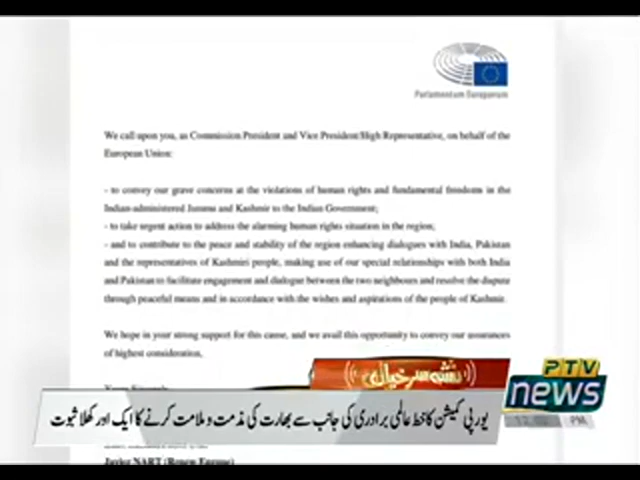 Parlamentum Europaeum
We call upon you, as Commission President and Vice President/High Representative, on behalf of the
European Union:
- to convey our grave concerns at the violations of human rights and fundamental freedoms in the
Indian-administered Jammu and Kashmir to the Indian Government;
- to take urgent action to address the alarming human rights situation in the region;
- and to contribute to the peace and stability of the region enhancing dialogues with India, Pakistan
and the representatives of Kashmiri people, making use of our special relationships with both India
and Pakistan to facilitate engagement and dialogue between the two neighbours and resolve the dispute
through peaceful means and in accordance with the wishes and aspirations of the people of Kashmir.
We hope in your strong support for this cause, and we avail this opportunity to convey our assurances
of highest consideration,
PTV
news
PM
یورپی کمیشن کا خط عالمی برادری کی جانب سے بھارت کی مذمت و ملامت کرنے کا ایک اور کھلا ثبوت
Javier NART (Renew Europe)